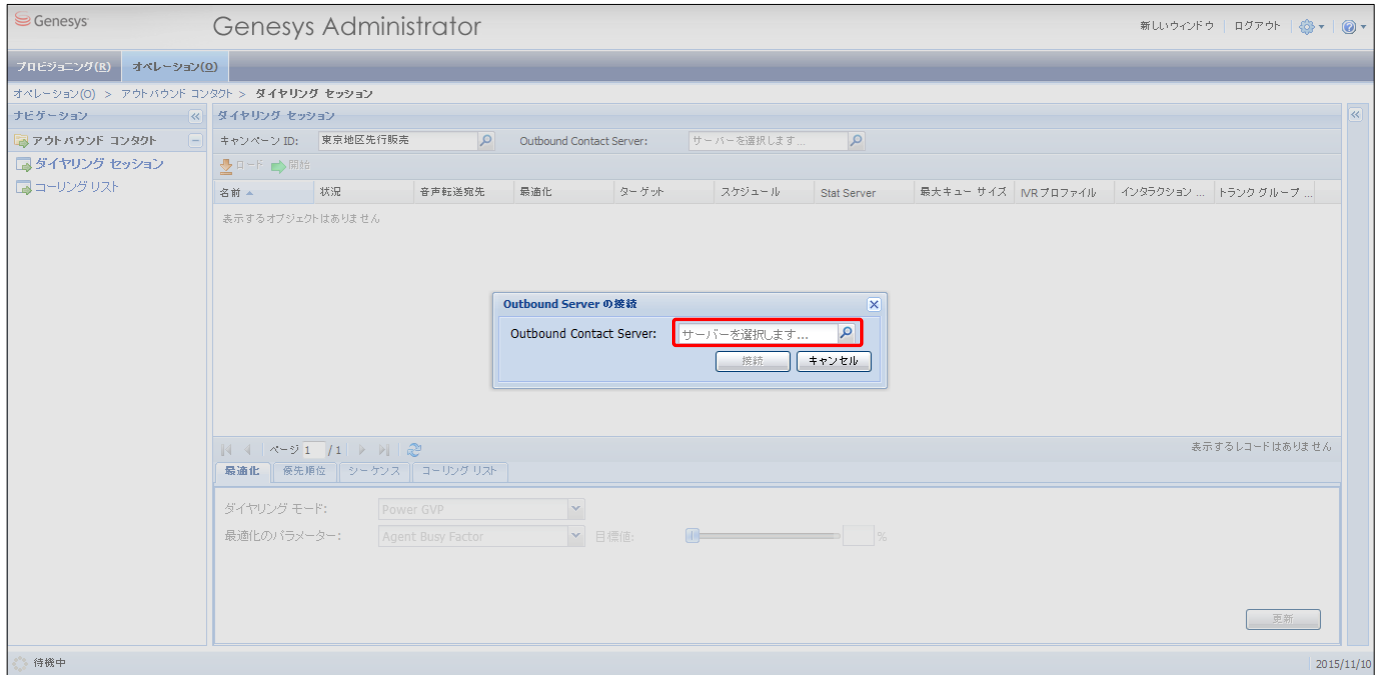 Genesys
Genesys Administrator
新しいウィンドウ ログアウト
プロビジョニング(R) オペレーション(O)
オペレーション(O) > アウトバウンド コンタクト > ダイヤリング セッション
ナビゲーション
ダイヤリング セッション
アウトバウンド コンタクト
キャンペーン ID: 東京地区先行販売 Outbound Contact Server: サーバーを選択します...
ダイヤリング セッション
ロード 開始
コーリング リスト
名前 状況 音声転送宛先 最適化 ターゲット スケジュール Stat Server 最大キュー サイズ IVR プロファイル インタラクション ... トランク グループ ...
表示するオブジェクトはありません
Outbound Server の接続
Outbound Contact Server: サーバーを選択します...
接続 キャンセル
ページ 1 / 1
表示するレコードはありません
最適化 優先順位 シーケンス コーリング リスト
ダイヤリング モード: Power GVP
最適化のパラメーター: Agent Busy Factor 目標値: %
更新
待機中
2015/11/10